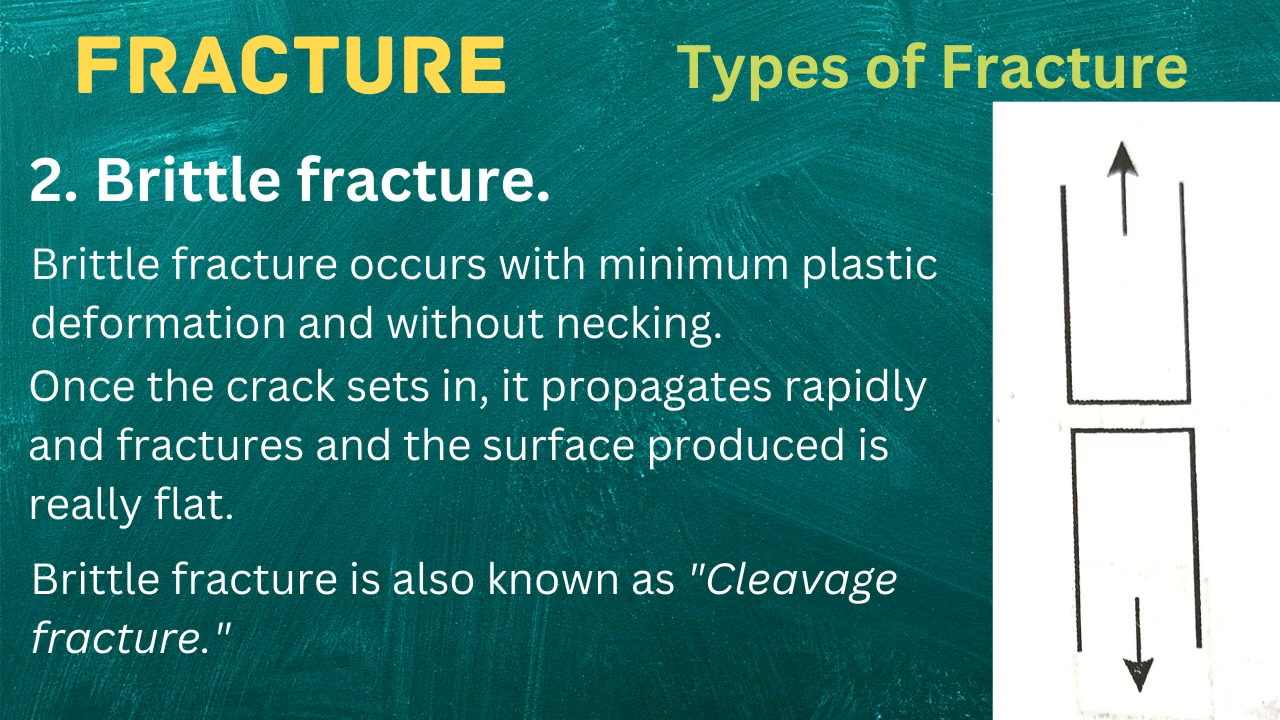 FRACTURE
Types of Fracture
2. Brittle fracture.
Brittle fracture occurs with minimum plastic
deformation and without necking.
Once the crack sets in, it propagates rapidly
and fractures and the surface produced is
really flat.
Brittle fracture is also known as "Cleavage
fracture."